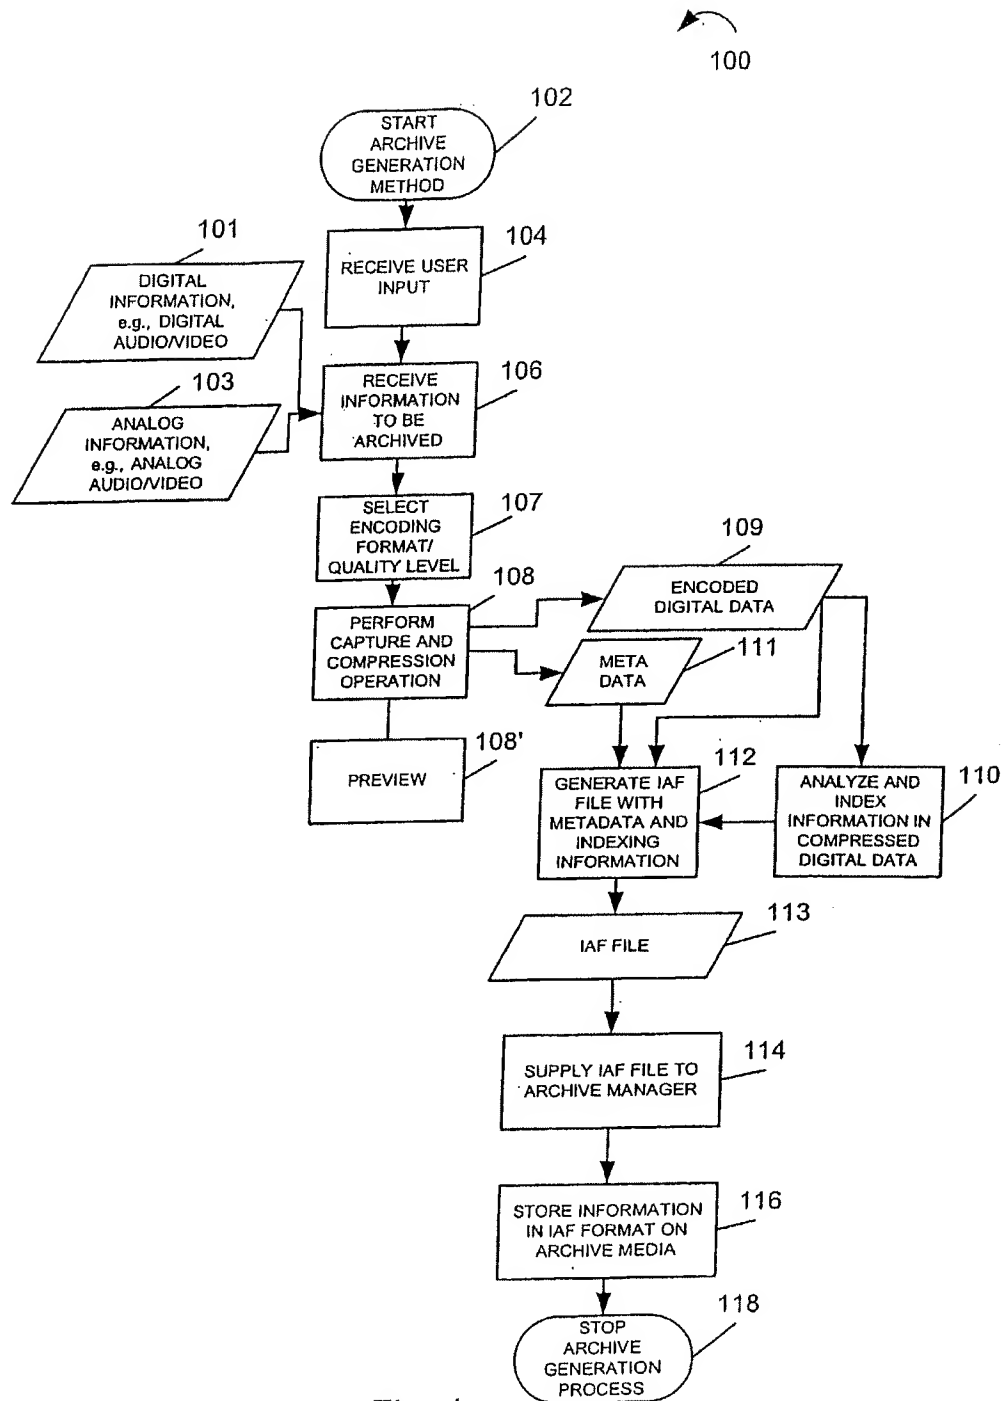 100
102
START
ARCHIVE
GENERATION
METHOD
101
104
DIGITAL
INFORMATION,
e.g., DIGITAL
AUDIO/VIDEO
RECEIVE USER
INPUT
103
106
RECEIVE
INFORMATION
TO BE
ARCHIVED
ANALOG
INFORMATION,
e.g., ANALOG
AUDIO/VIDEO
107
SELECT
ENCODING
FORMAT/
QUALITY LEVEL
109
108
ENCODED
DIGITAL DATA
PERFORM
CAPTURE AND
COMPRESSION
OPERATION
111
META
DATA
108'
PREVIEW
112
GENERATE IAF
FILE WITH
METADATA AND
INDEXING
INFORMATION
110
ANALYZE AND
INDEX
INFORMATION IN
COMPRESSED
DIGITAL DATA
113
IAF FILE
114
SUPPLY IAF FILE TO
ARCHIVE MANAGER
116
STORE INFORMATION
IN IAF FORMAT ON
ARCHIVE MEDIA
118
STOP
ARCHIVE
GENERATION
PROCESS